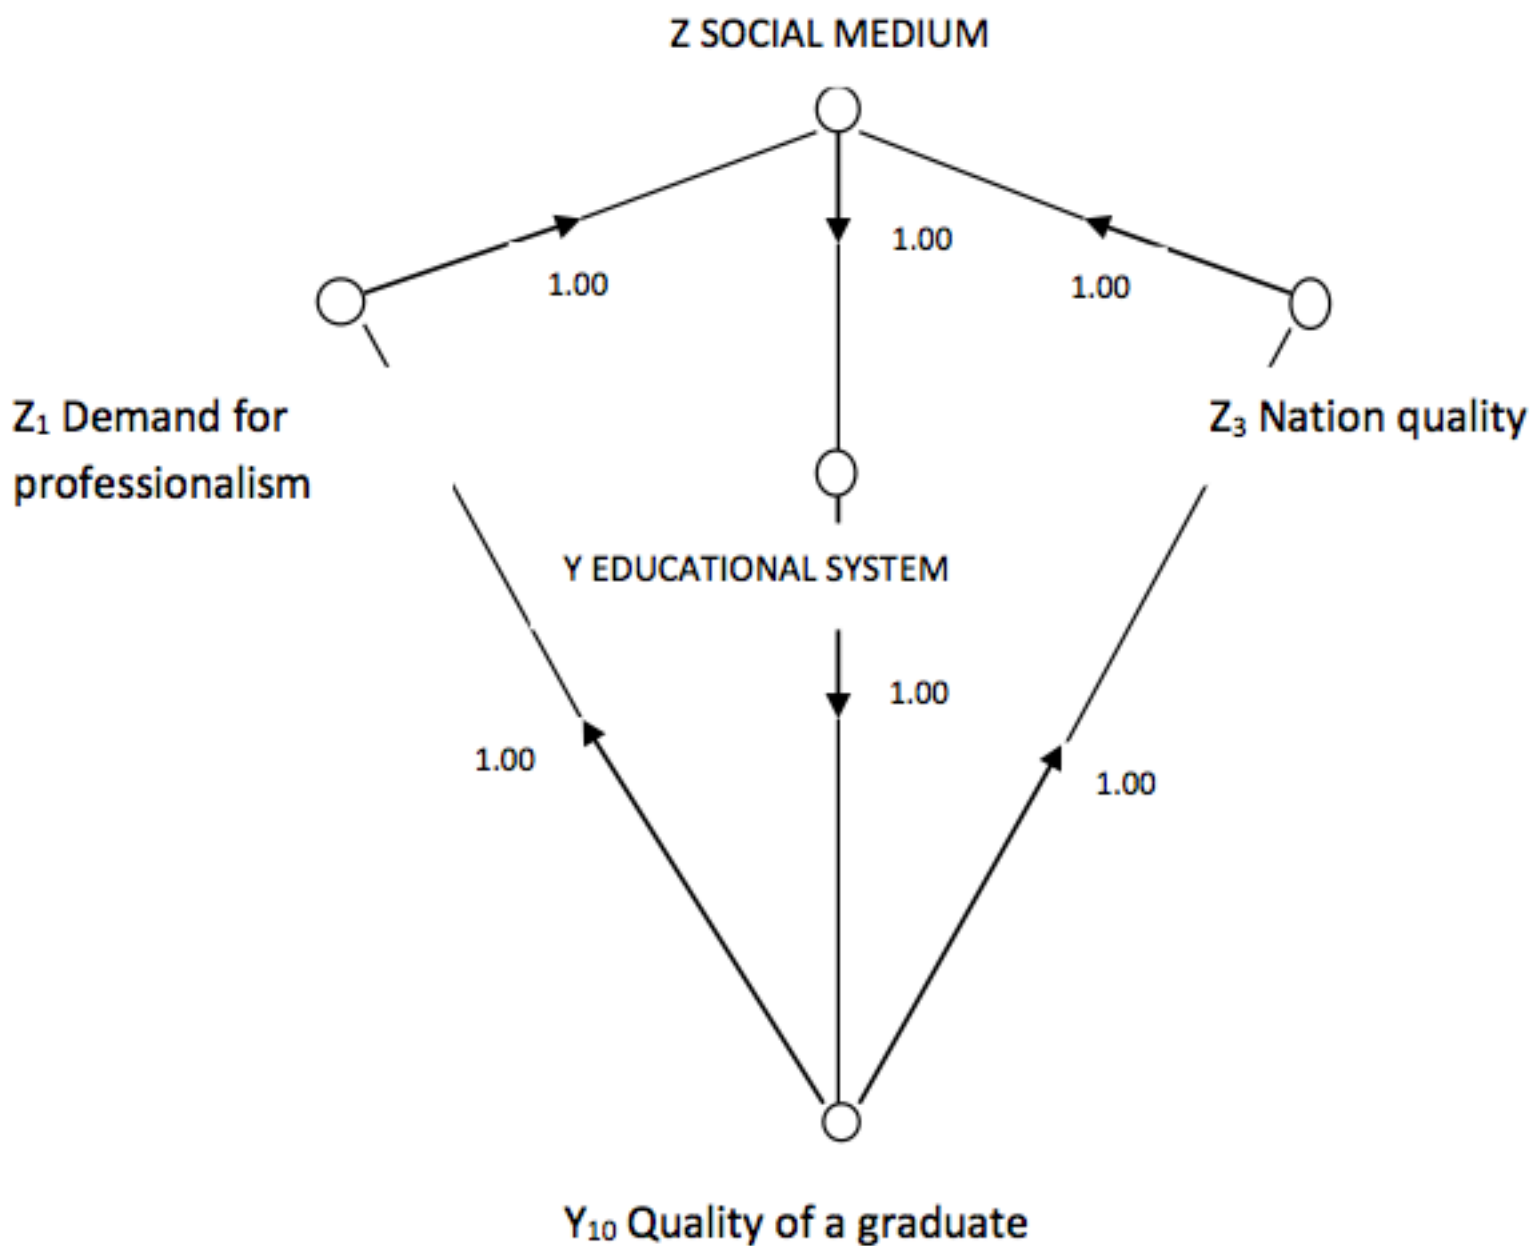 Z SOCIAL MEDIUM
1.00
1.00
1.00
Z₁ Demand for
professionalism
Z₃ Nation quality
Y EDUCATIONAL SYSTEM
1.00
1.00
1.00
Y₁₀ Quality of a graduate